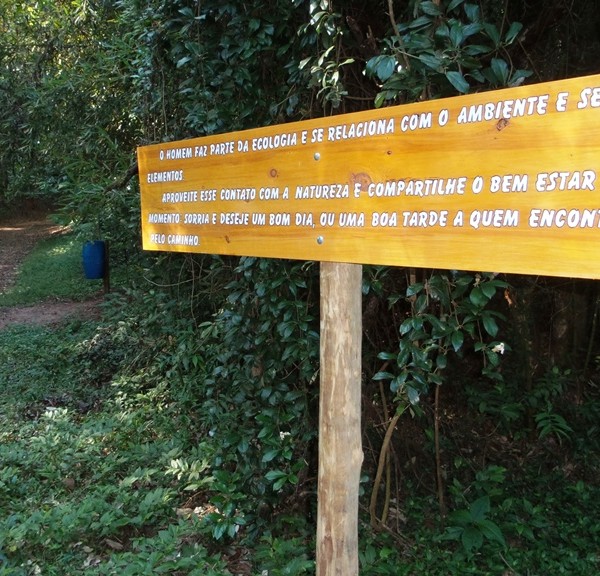 O HOMEM FAZ PARTE DA ECOLOGIA E SE RELACIONA COM O AMBIENTE E SE
ELEMENTOS
APROVEITE ESSE CONTATO COM A NATUREZA E COMPARTILHE O BEM ESTAR
MOMENTO SORRIA E DESEJE UM BOM DIA, OU UMA BOA TARDE A QUEM ENCONT
PELO CAMINHO